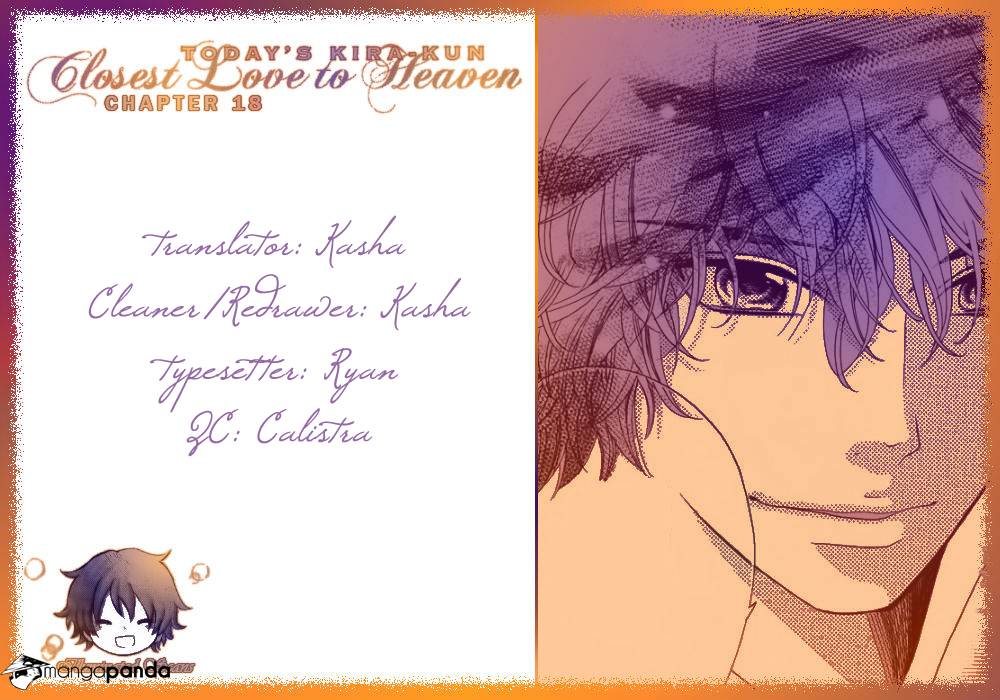 TODAY'S KIRA-KUN
Closest Love to Heaven
CHAPTER 18
Translator: Kasha
Cleaner/Redrawer: Kasha
Typesetter: Ryan
QC: Calistra
mangapanda